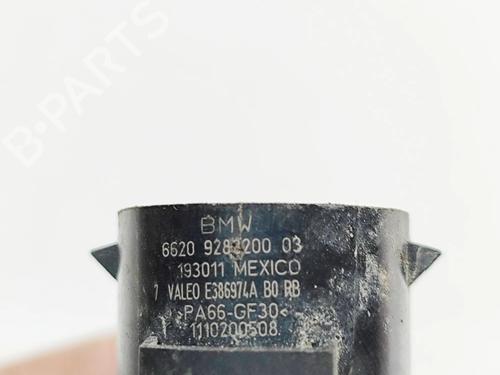 B-PARTS
BMW
6620 9283200 03
193011 MEXICO
7 VALEO E386974A B0 RB
>PA66-GF30<
1110200508